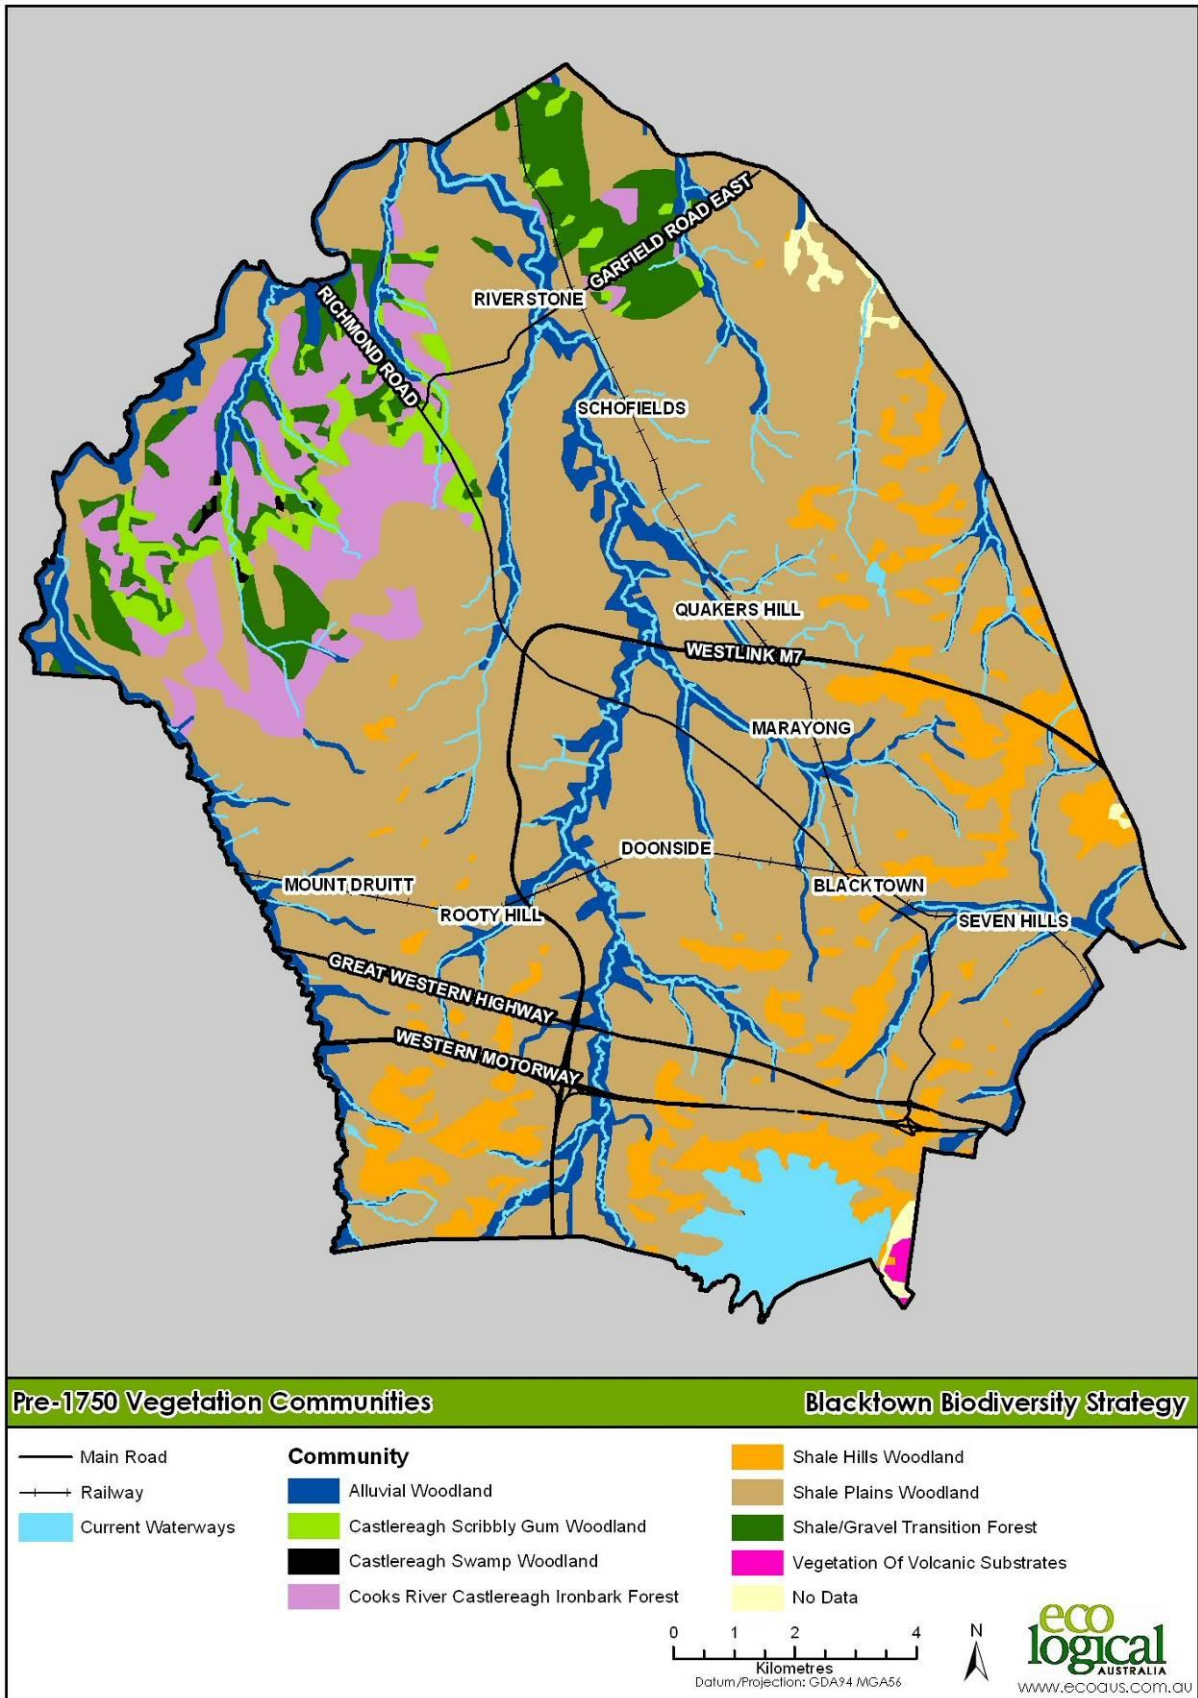 GARFIELD ROAD EAST
RICHMOND ROAD
RIVERSTONE
SCHOFIELDS
QUAKERS HILL
WESTLINK M7
MARAYONG
DOONSIDE
MOUNT DRUITT
BLACKTOWN
ROOTY HILL
SEVEN HILLS
GREAT WESTERN HIGHWAY
WESTERN MOTORWAY
Pre-1750 Vegetation Communities
Blacktown Biodiversity Strategy
Main Road
Railway
Current Waterways
Community
Alluvial Woodland
Castlereagh Scribbly Gum Woodland
Castlereagh Swamp Woodland
Cooks River Castlereagh Ironbark Forest
Shale Hills Woodland
Shale Plains Woodland
Shale/Gravel Transition Forest
Vegetation Of Volcanic Substrates
No Data
0 1 2 4
Kilometres
Datum/Projection: GDA94 MGA56
N
eco
logical
AUSTRALIA
www.ecoaus.com.au